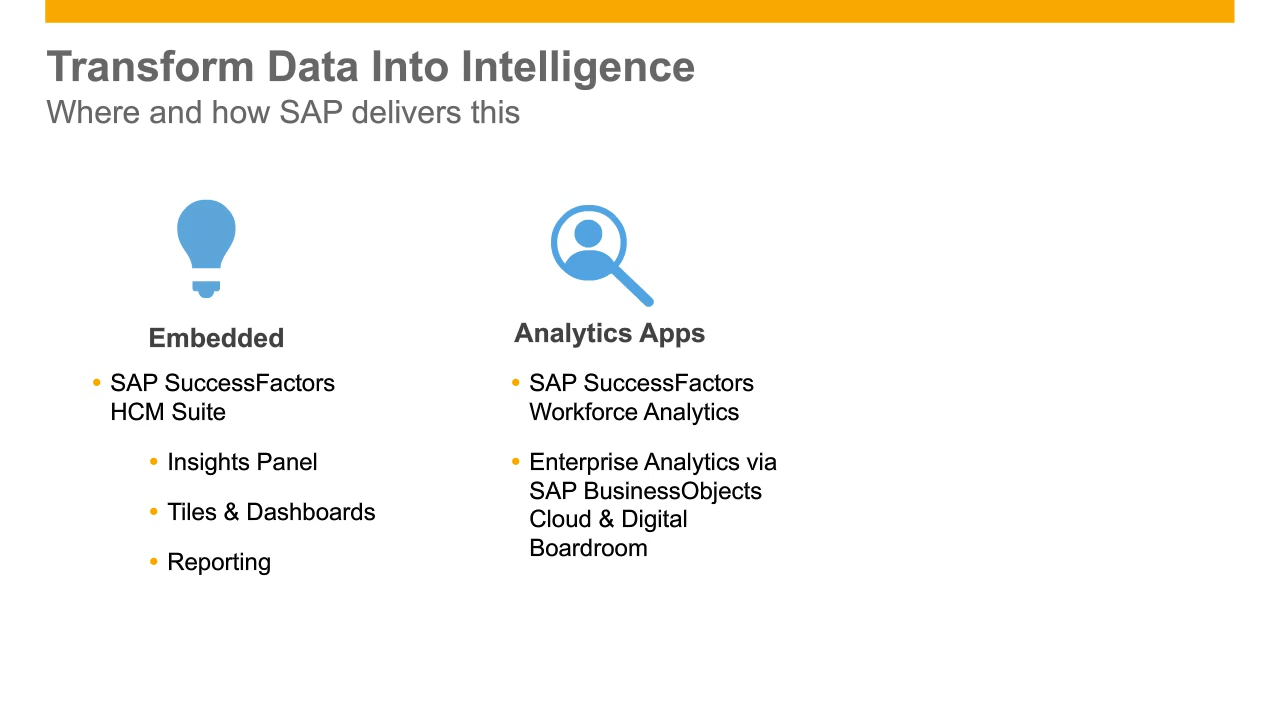 Transform Data Into Intelligence
Where and how SAP delivers this
Embedded
• SAP SuccessFactors
HCM Suite
• Insights Panel
• Tiles & Dashboards
• Reporting
Analytics Apps
• SAP SuccessFactors
Workforce Analytics
• Enterprise Analytics via
SAP BusinessObjects
Cloud & Digital
Boardroom